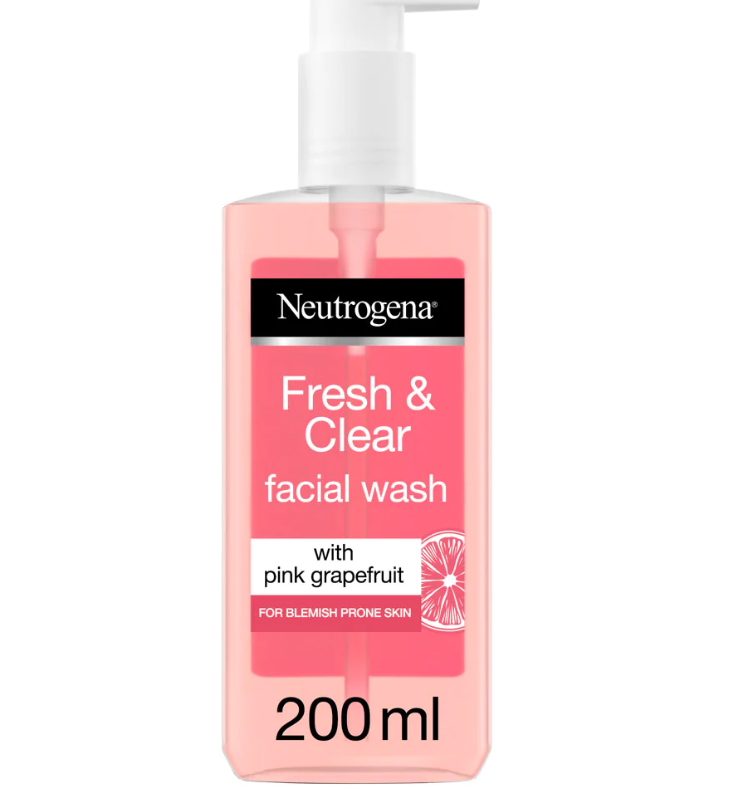 Neutrogena®
Fresh &
Clear
facial wash
with
pink grapefruit
FOR BLEMISH PRONE SKIN
200 ml